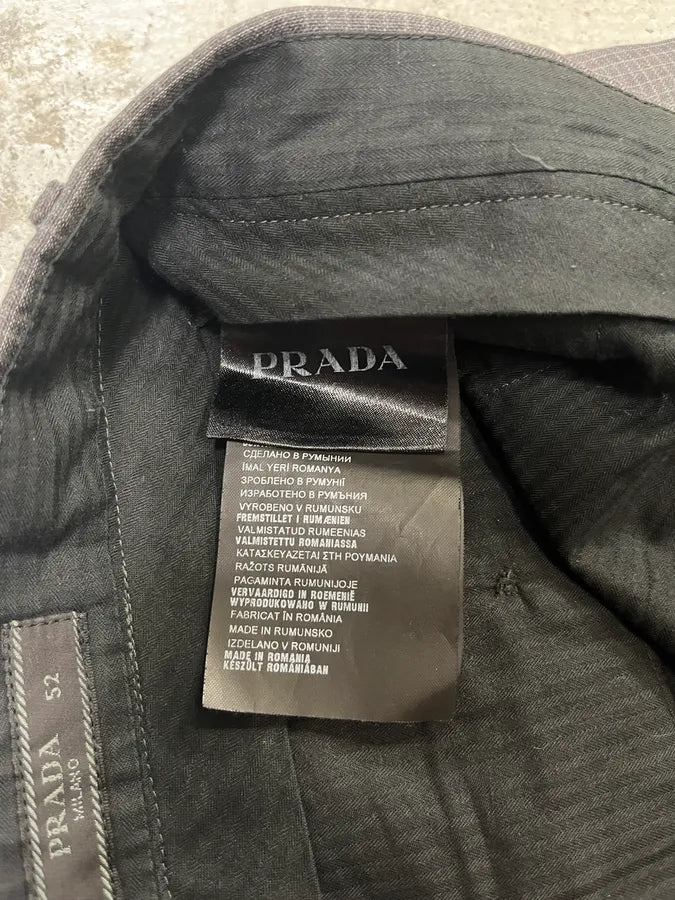 PRADA
СДЕЛАНО В РУМЫНИИ
İMAL YERİ ROMANYA
ЗРОБЛЕНО В РУМУНІЇ
ИЗРАБОТЕНО В РУМЪНИЯ
VYROBENO V RUMUNSKU
FREMSTILLET I RUMÆNIEN
VALMISTATUD RUMEENIAS
VALMISTETTU ROMANIASSA
ΚΑΤΑΣΚΕΥΑΖΕΤΑΙ ΣΤΗ ΡΟΥΜΑΝΙΑ
RAŽOTS RUMĀNIJĀ
PAGAMINTA RUMUNIJOJE
VERVAARDIGD IN ROEMENIË
WYPRODUKOWANO W RUMUNII
FABRICAT ÎN ROMÂNIA
MADE IN RUMUNSKO
IZDELANO V ROMUNIJI
MADE IN ROMANIA
KÉSZÜLT ROMÁNIÁBAN
PRADA 52
MILANO